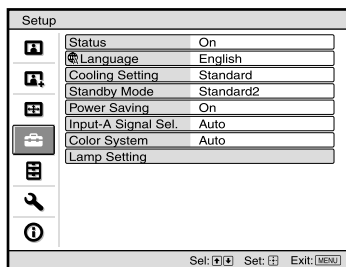 Setup
Status On
Language English
Cooling Setting Standard
Standby Mode Standard2
Power Saving On
Input-A Signal Sel. Auto
Color System Auto
Lamp Setting
Sel: Set: Exit: MENU